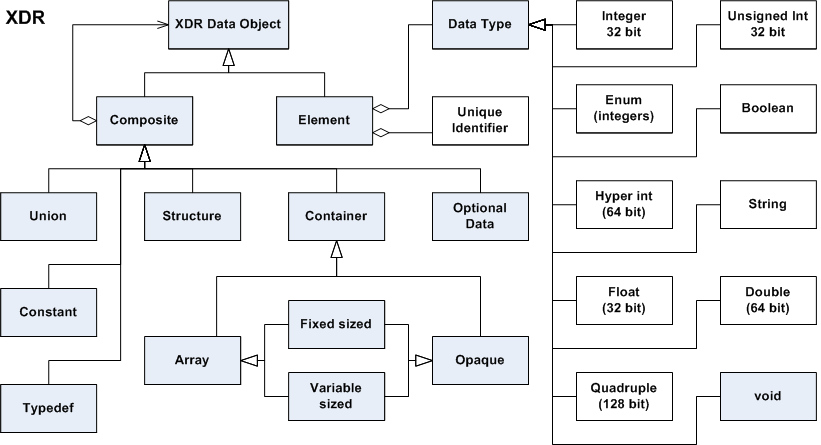 XDR
XDR Data Object
Data Type
Integer
32 bit
Unsigned Int
32 bit
Composite
Element
Unique
Identifier
Enum
(integers)
Boolean
Union
Structure
Container
Optional
Data
Hyper int
(64 bit)
String
Constant
Fixed sized
Float
(32 bit)
Double
(64 bit)
Array
Opaque
Typedef
Variable
sized
Quadruple
(128 bit)
void